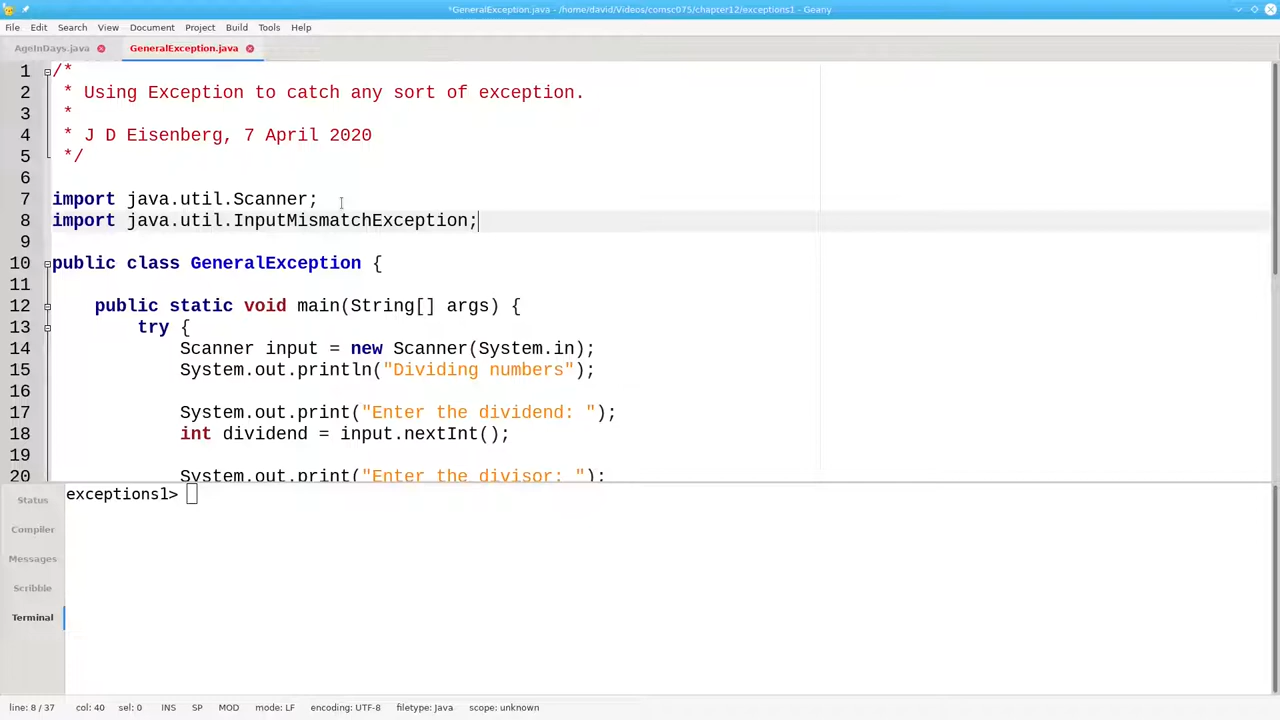 *GeneralException.java - /home/david/Videos/comsc075/chapter12/exceptions1 - Geany
File Edit Search View Document Project Build Tools Help
AgeInDays.java GeneralException.java
1 /*
2  * Using Exception to catch any sort of exception.
3  *
4  * J D Eisenberg, 7 April 2020
5  */
6
7 import java.util.Scanner;
8 import java.util.InputMismatchException;
9
10 public class GeneralException {
11
12     public static void main(String[] args) {
13         try {
14             Scanner input = new Scanner(System.in);
15             System.out.println("Dividing numbers");
16
17             System.out.print("Enter the dividend: ");
18             int dividend = input.nextInt();
19
20             System.out.print("Enter the divisor: ");
Status
Compiler
Messages
Scribble
Terminal
exceptions1>
line: 8 / 37 col: 40 sel: 0 INS SP MOD mode: LF encoding: UTF-8 filetype: Java scope: unknown